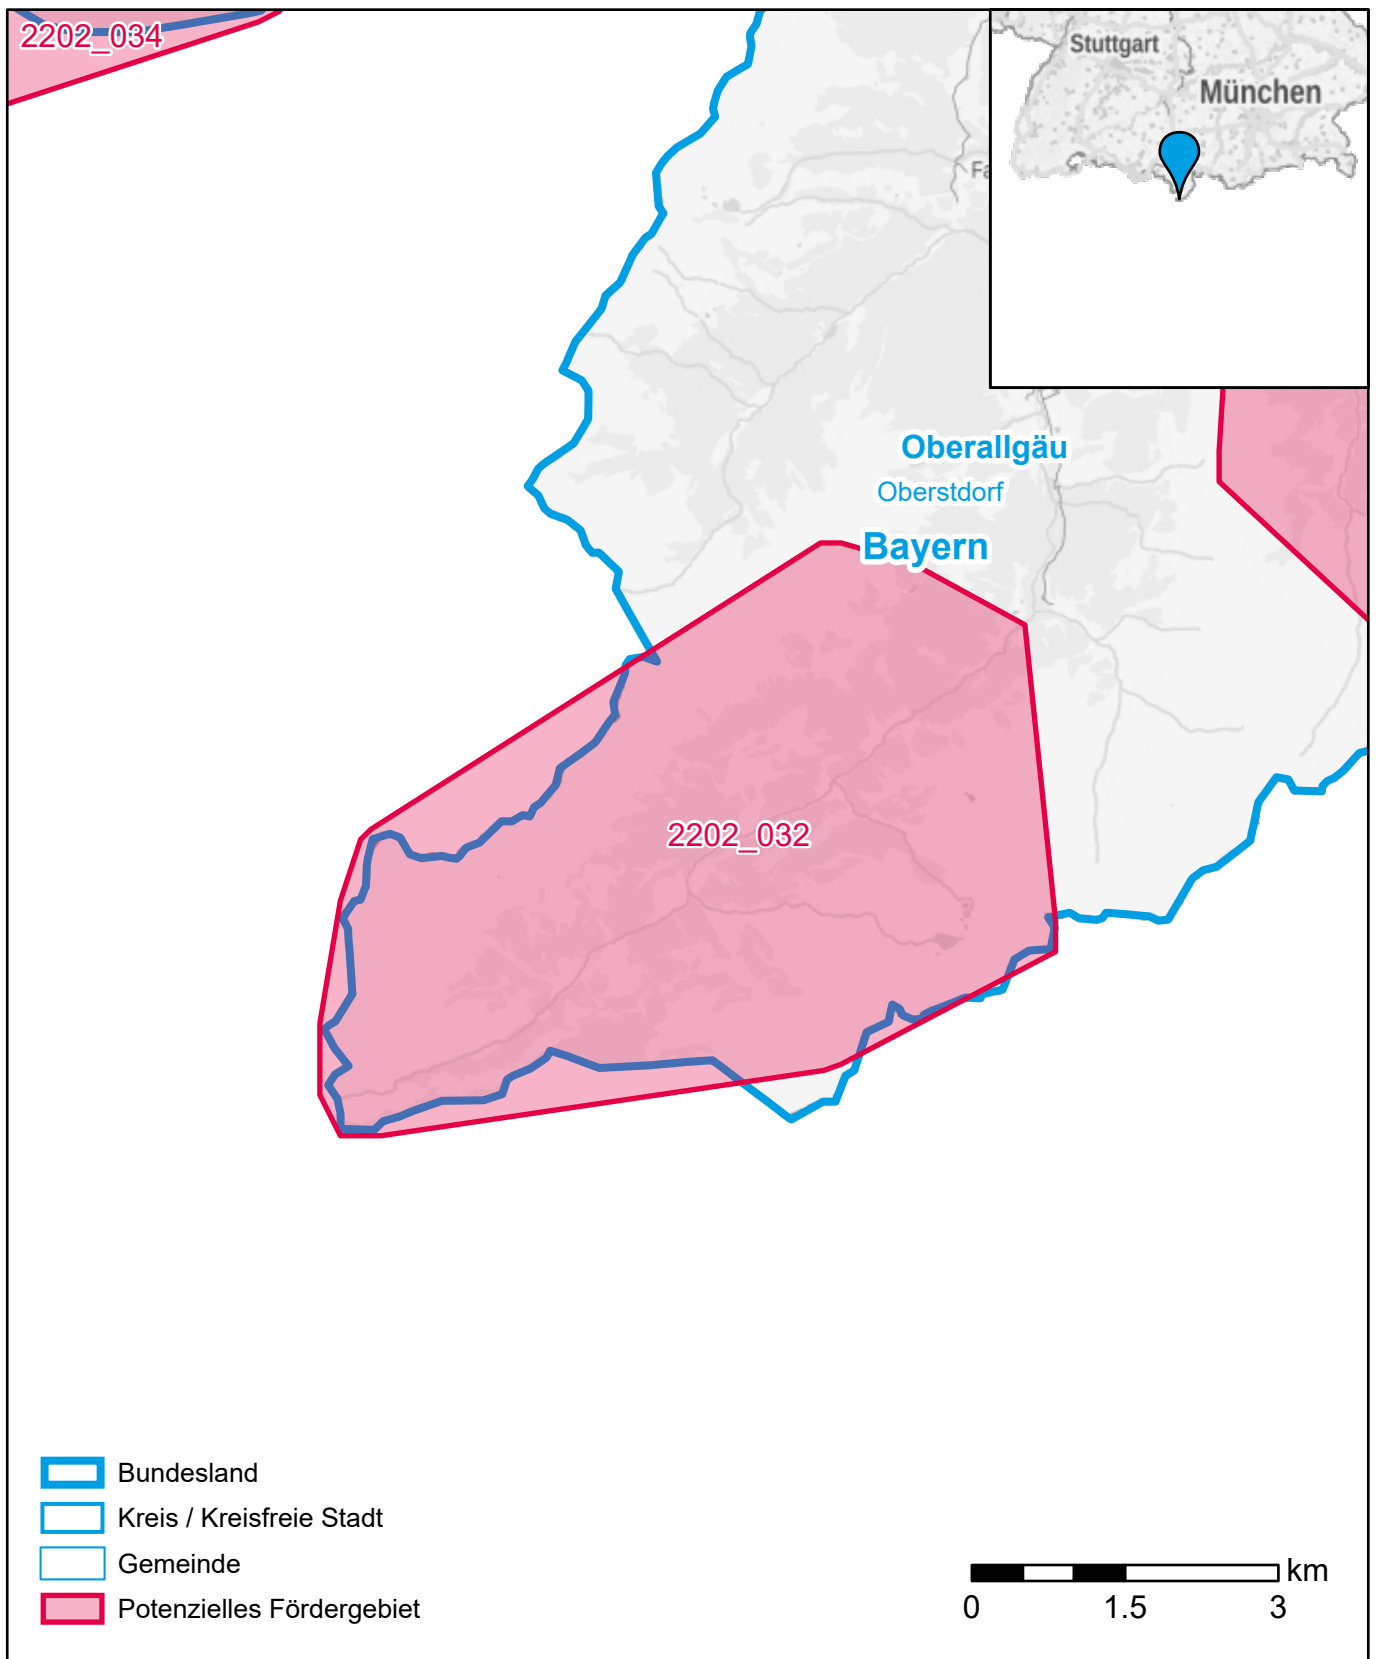 2202_034
Stuttgart
München
Fa
Oberallgäu
Oberstdorf
Bayern
2202_032
Bundesland
Kreis / Kreisfreie Stadt
Gemeinde
Potenzielles Fördergebiet
km
0 1.5 3